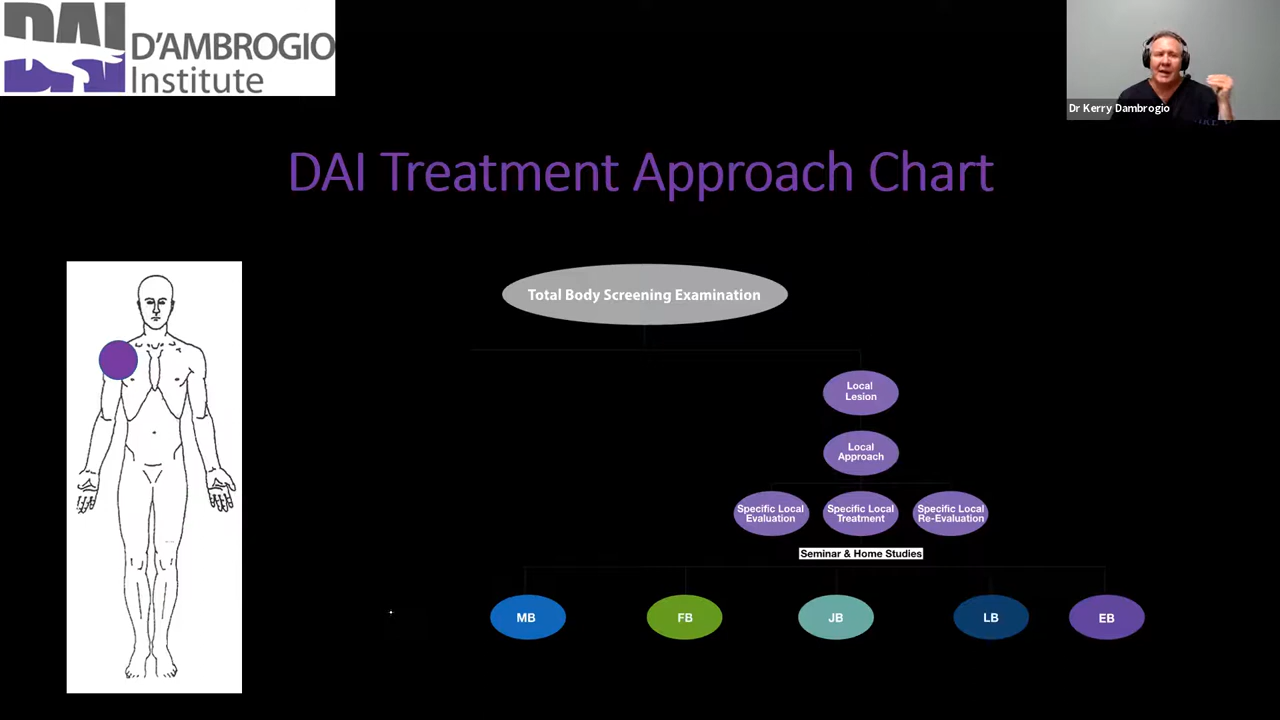 DAI
D'AMBROGIO
Institute
Dr Kerry Dambrogio
DAI Treatment Approach Chart
Total Body Screening Examination
Local
Lesion
Local
Approach
Specific Local
Evaluation
Specific Local
Treatment
Specific Local
Re-Evaluation
Seminar & Home Studies
MB
FB
JB
LB
EB